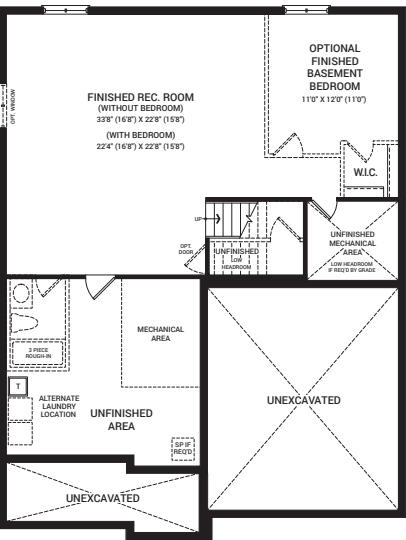 OPTIONAL
FINISHED
BASEMENT
BEDROOM
11'0" X 12'0" (11'0")
FINISHED REC. ROOM
(WITHOUT BEDROOM)
33'8" (16'8") X 22'8" (15'8")
(WITH BEDROOM)
22'4" (16'8") X 22'8" (15'8")
OPT. WINDOW
W.I.C.
UP
OPT.
DOOR
UNFINISHED
LOW
HEADROOM
UNFINISHED
MECHANICAL
AREA
LOW HEADROOM
IF REQ'D BY GRADE
MECHANICAL
AREA
3 PIECE
ROUGH-IN
T
ALTERNATE
LAUNDRY
LOCATION
UNFINISHED
AREA
SP IF
REQ'D
UNEXCAVATED
UNEXCAVATED